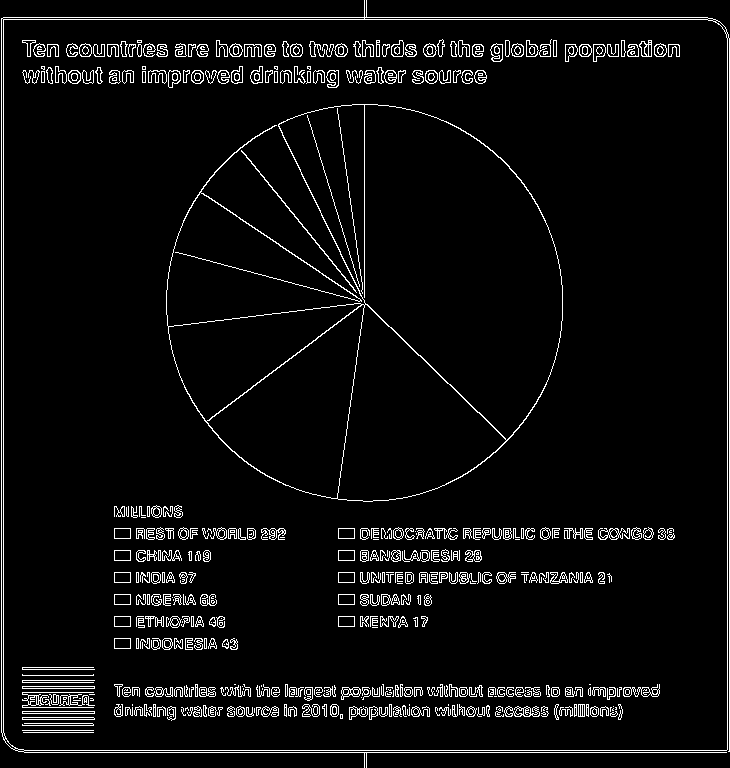 Ten countries are home to two thirds of the global population
without an improved drinking water source
MILLIONS
REST OF WORLD 292
CHINA 119
INDIA 97
NIGERIA 66
ETHIOPIA 46
INDONESIA 43
DEMOCRATIC REPUBLIC OF THE CONGO 36
BANGLADESH 28
UNITED REPUBLIC OF TANZANIA 21
SUDAN 18
KENYA 17
FIGURE
Ten countries with the largest population without access to an improved
drinking water source in 2010, population without access (millions)